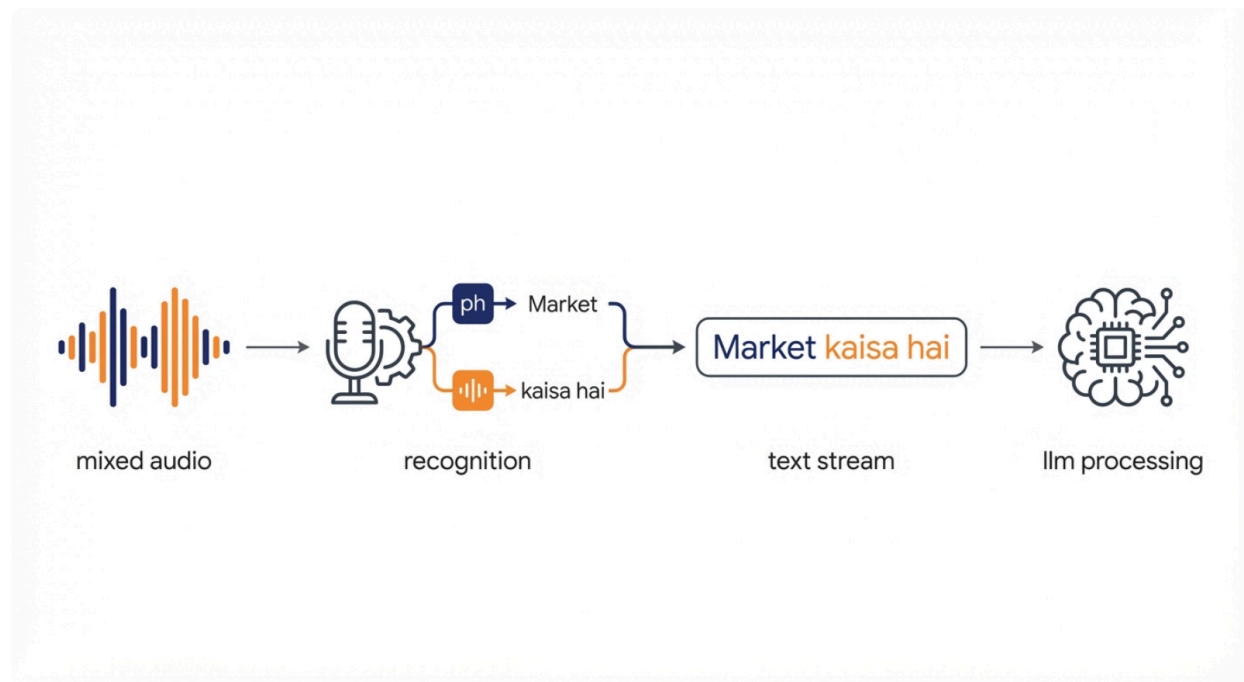 ph
Market
kaisa hai
Market kaisa hai
mixed audio
recognition
text stream
llm processing